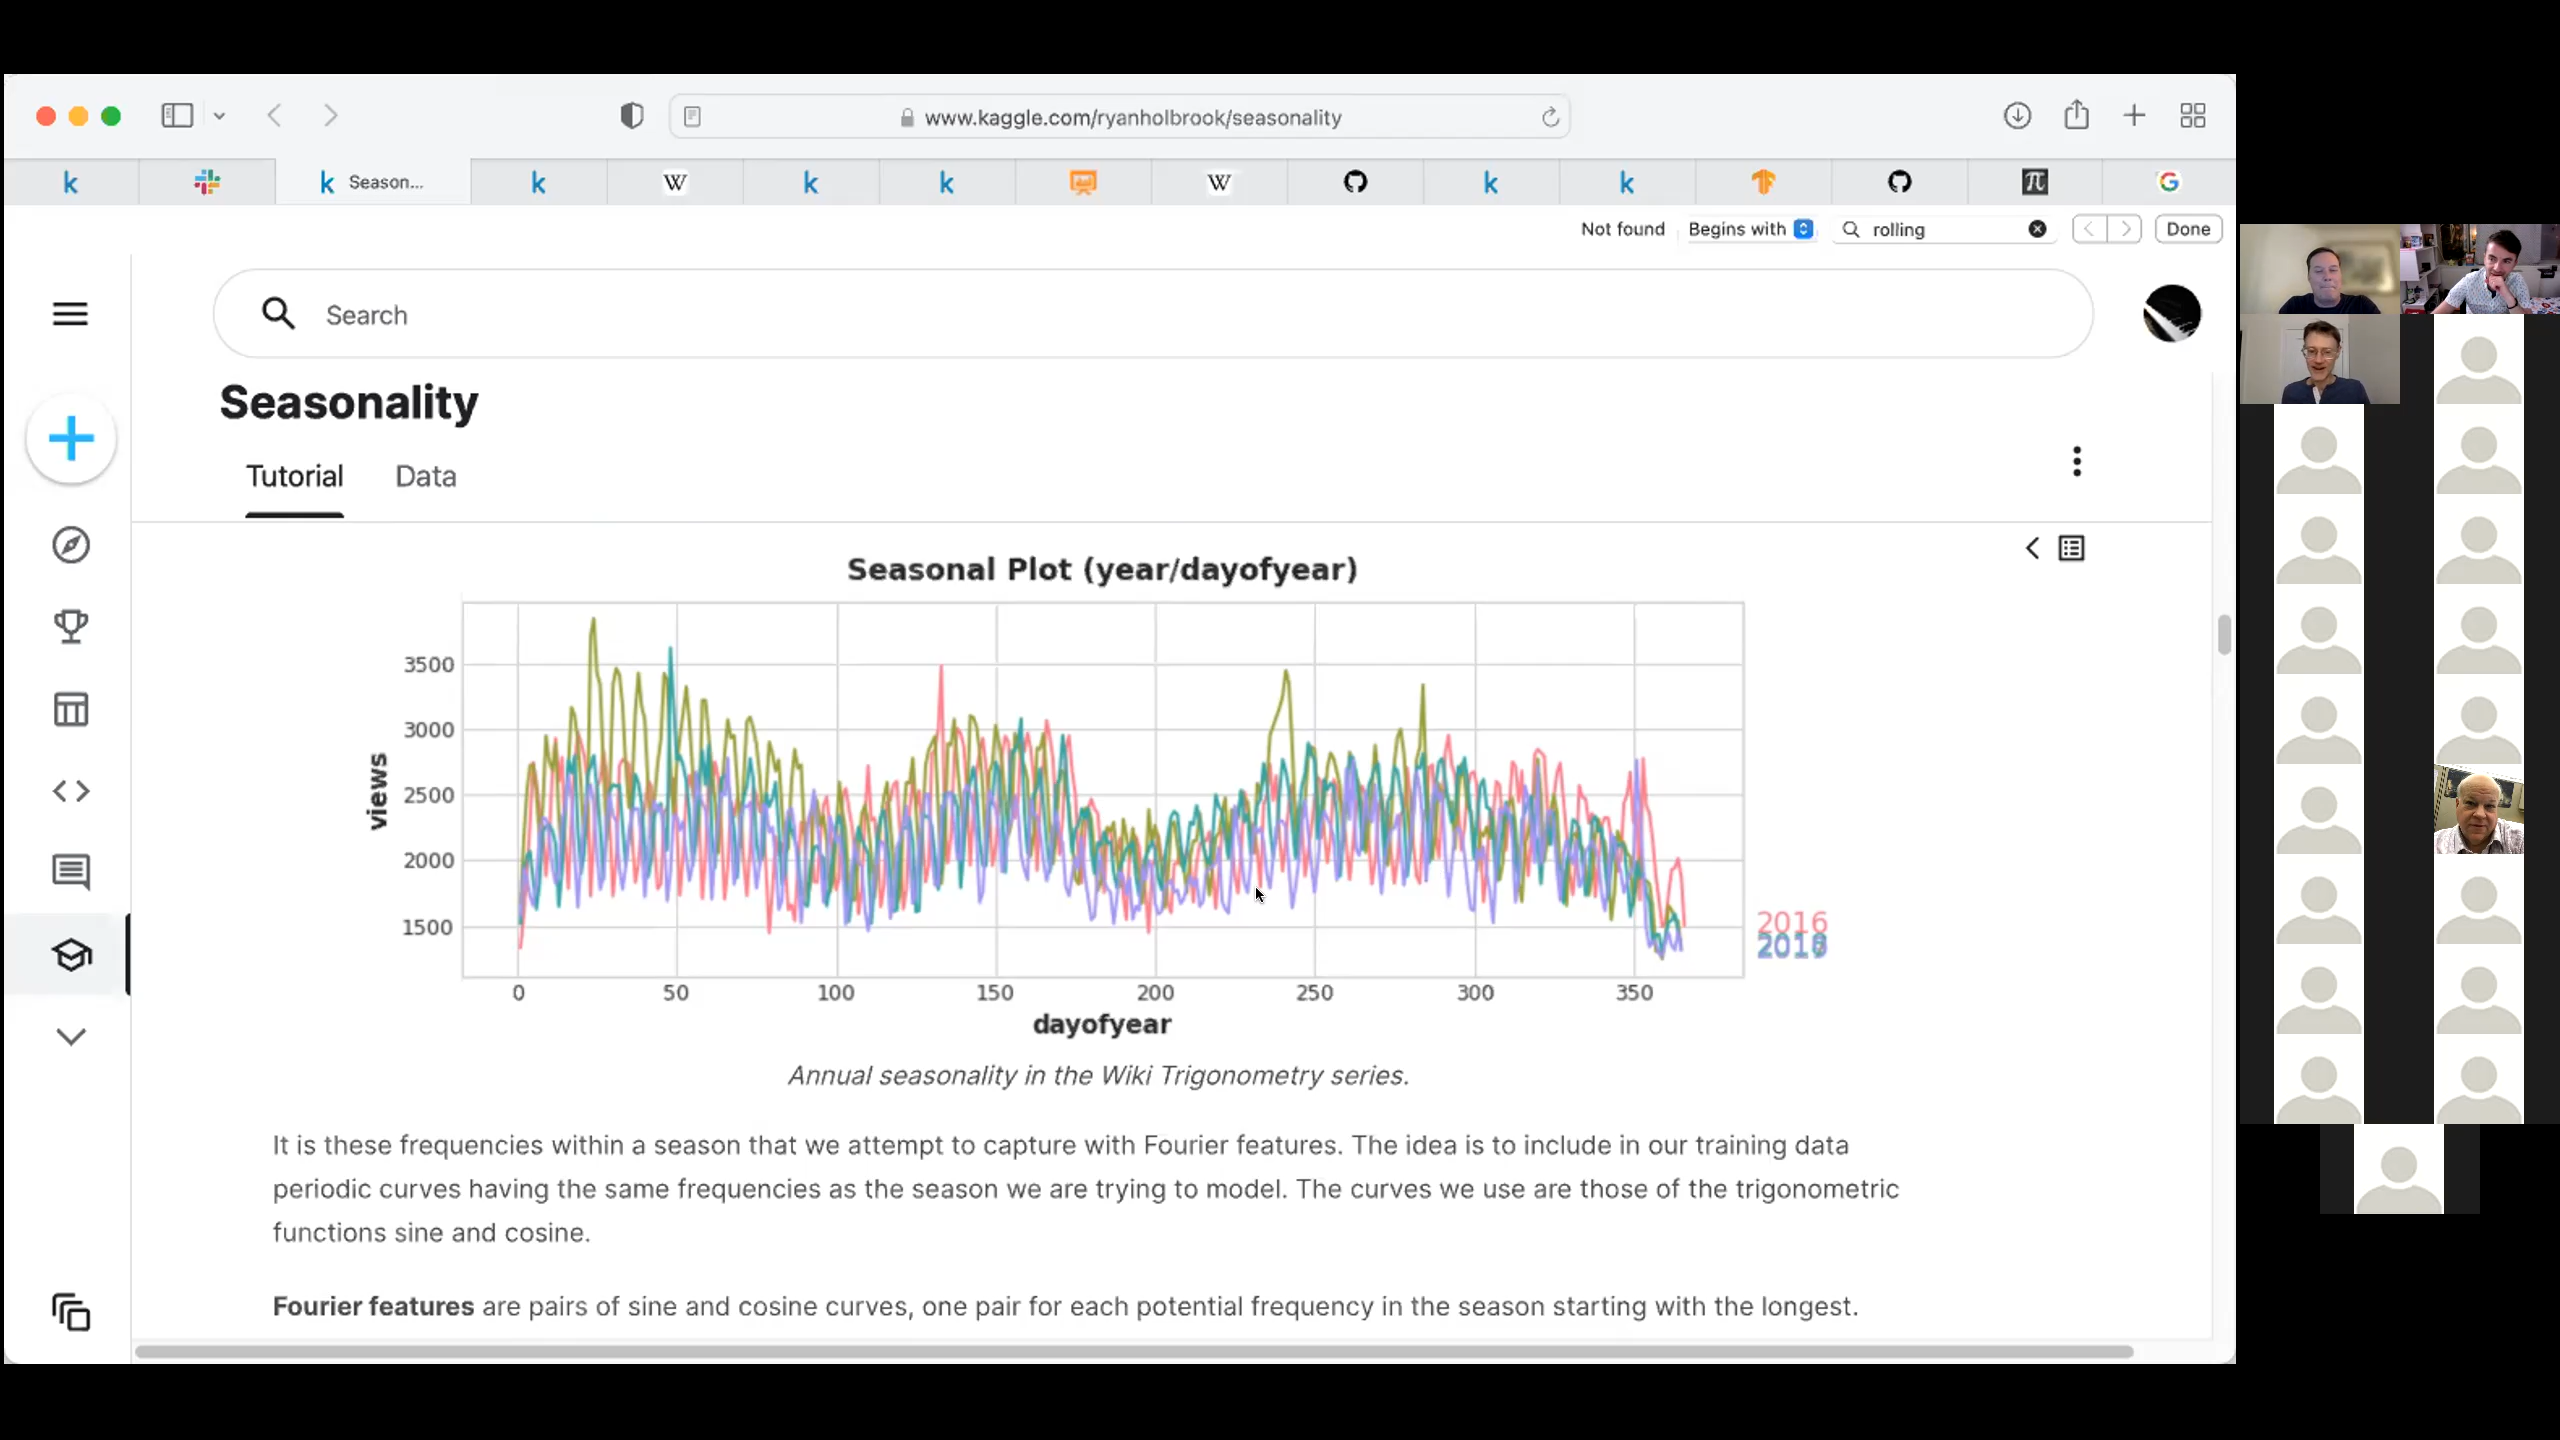 www.kaggle.com/ryanholbrook/seasonality
k
k Season...
k
W
k
k
W
k
k
π
G
Not found Begins with rolling Done
Search
Seasonality
Tutorial Data
Seasonal Plot (year/dayofyear)
3500
3000
2500
2000
1500
views
2016
0 50 100 150 200 250 300 350
dayofyear
Annual seasonality in the Wiki Trigonometry series.
It is these frequencies within a season that we attempt to capture with Fourier features. The idea is to include in our training data
periodic curves having the same frequencies as the season we are trying to model. The curves we use are those of the trigonometric
functions sine and cosine.
Fourier features are pairs of sine and cosine curves, one pair for each potential frequency in the season starting with the longest.